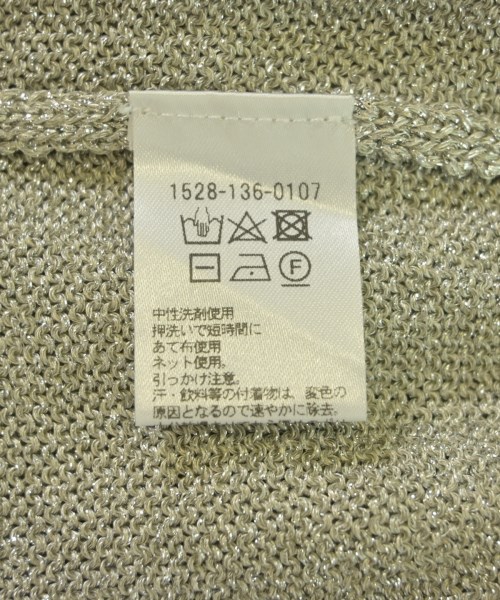 1528-136-0107
F
中性洗剤使用
押洗いで短時間に
あて布使用
ネット使用。
引っかけ注意。
汗・飲料等の付着物は、変色の
原因となるので速やかに除去。